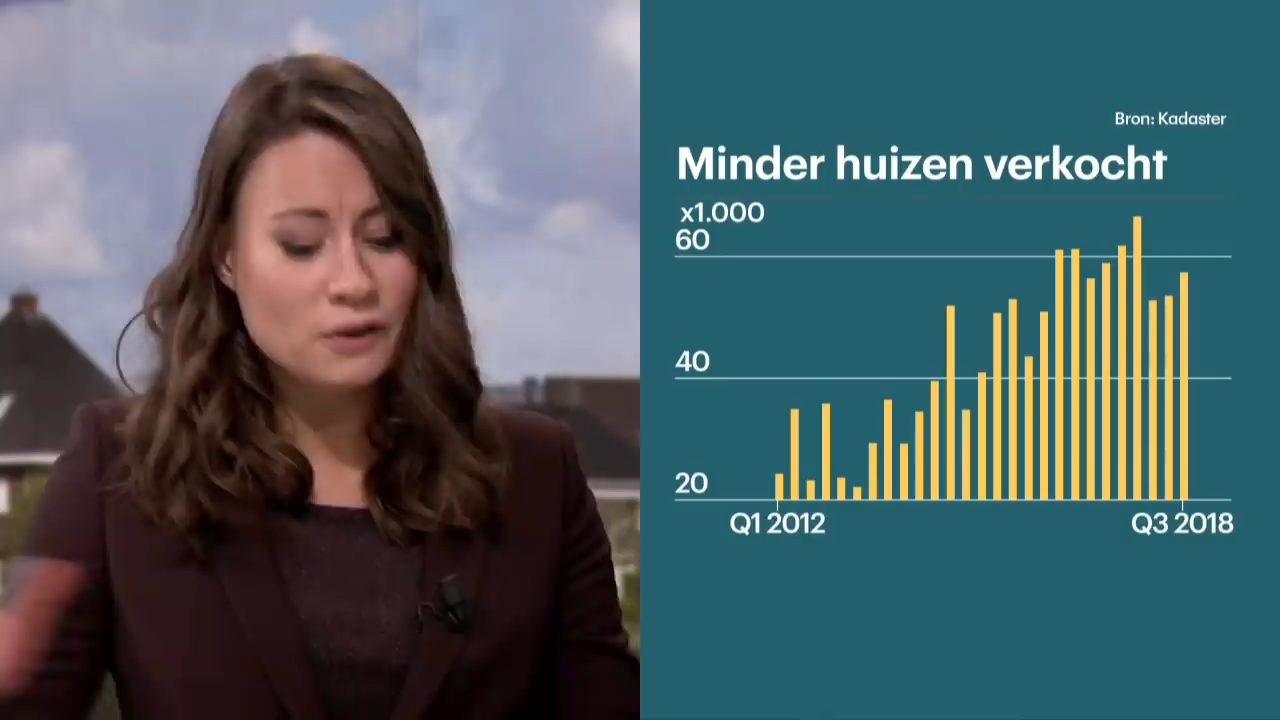 Bron: Kadaster
Minder huizen verkocht
x1.000
60
40
20
Q1 2012
Q3 2018